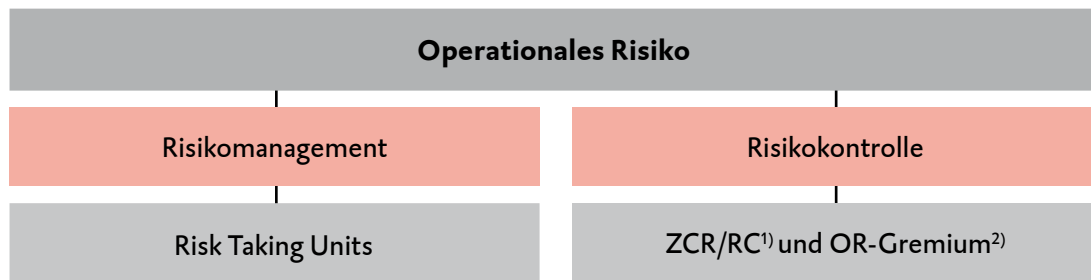 Operationales Risiko
Risikomanagement
Risikokontrolle
Risk Taking Units
ZCR/RC¹⁾ und OR-Gremium²⁾